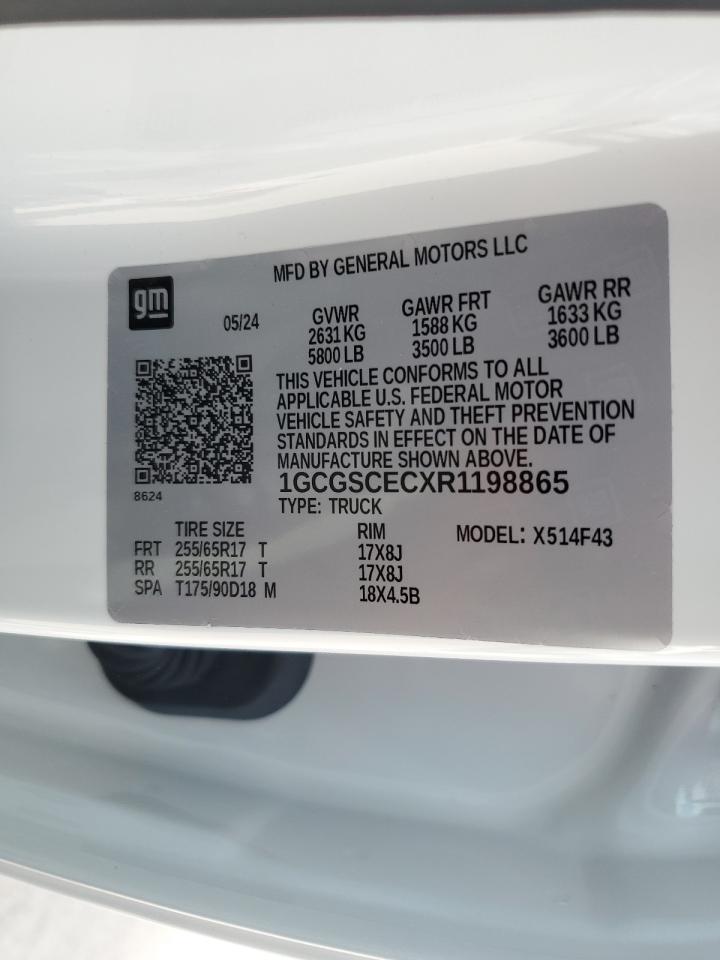 MFD BY GENERAL MOTORS LLC
gm
05/24
GVWR
2631 KG
5800 LB
GAWR FRT
1588 KG
3500 LB
GAWR RR
1633 KG
3600 LB
THIS VEHICLE CONFORMS TO ALL
APPLICABLE U.S. FEDERAL MOTOR
VEHICLE SAFETY AND THEFT PREVENTION
STANDARDS IN EFFECT ON THE DATE OF
MANUFACTURE SHOWN ABOVE.
1GCGSCECXR1198865
8624
TYPE: TRUCK
TIRE SIZE RIM MODEL: X514F43
FRT 255/65R17 T 17X8J
RR 255/65R17 T 17X8J
SPA T175/90D18 M 18X4.5B